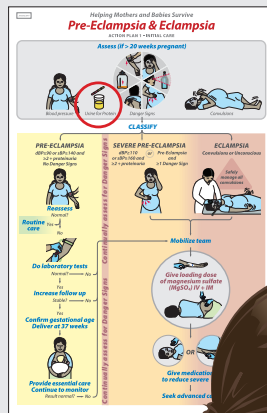 Helping Mothers and Babies Survive
Pre-Eclampsia & Eclampsia
ACTION PLAN 1 • INITIAL CARE
Assess (if > 20 weeks pregnant)
Blood pressure
Urine for Protein
Danger Signs
Convulsions
CLASSIFY
PRE-ECLAMPSIA
dBP≥90 or sBP≥140 and
≥2+ proteinuria
No Danger Signs
Reassess
Normal?
Routine
care
Yes
No
Do laboratory tests
Normal?
No
Yes
Increase follow up
Stable?
No
Yes
Confirm gestational age
Deliver at 37 weeks
Provide essential care
Continue to monitor
Result normal?
No
Continually assess for Danger Signs
Continually assess for Danger Signs
SEVERE PRE-ECLAMPSIA
dBP≥110
or sBP≥160 and
≥2+ proteinuria
or
Pre Eclampsia
and
≥1 Danger Sign
ECLAMPSIA
Convulsions or Unconscious
Safely
manage all
convulsions
Mobilize team
Give loading dose
of magnesium sulfate
(MgSO₄) IV + IM
OR
Give medicatio
to reduce severe
Seek advanced ca